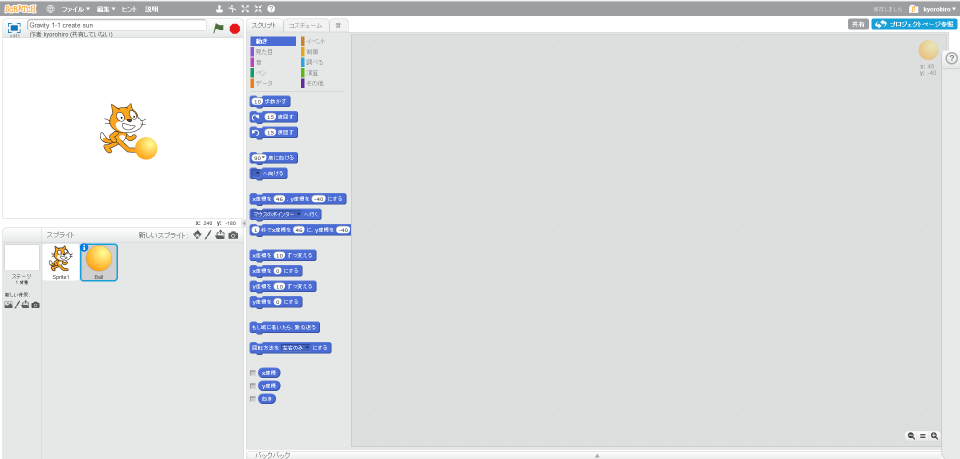 SCRATCH ファイル▼ 編集▼ ヒント 説明 kyorohiro▼
Gravity 1-1 create sun
作者 kyorohiro (共有していない)
スクリプト コスチューム 音
共有 プロジェクトページ参照
動き イベント
見た目 制御
音 調べる
ペン 演算
データ その他
10 歩動かす
15 度回す
15 度回す
90▼ 度に向ける
へ向ける
x座標を 46 、y座標を -40 にする
マウスのポインター へ行く
1 秒でx座標を 46 に、y座標を -40
x座標を 10 ずつ変える
x座標を 0 にする
y座標を 10 ずつ変える
y座標を 0 にする
もし端に着いたら、跳ね返る
回転方法を 左右のみ にする
x座標
y座標
向き
x: 46
y: -40
x: 240 y: -180
スプライト 新しいスプライト:
ステージ
1 背景
新しい背景:
Sprite1
Ball
バックパック